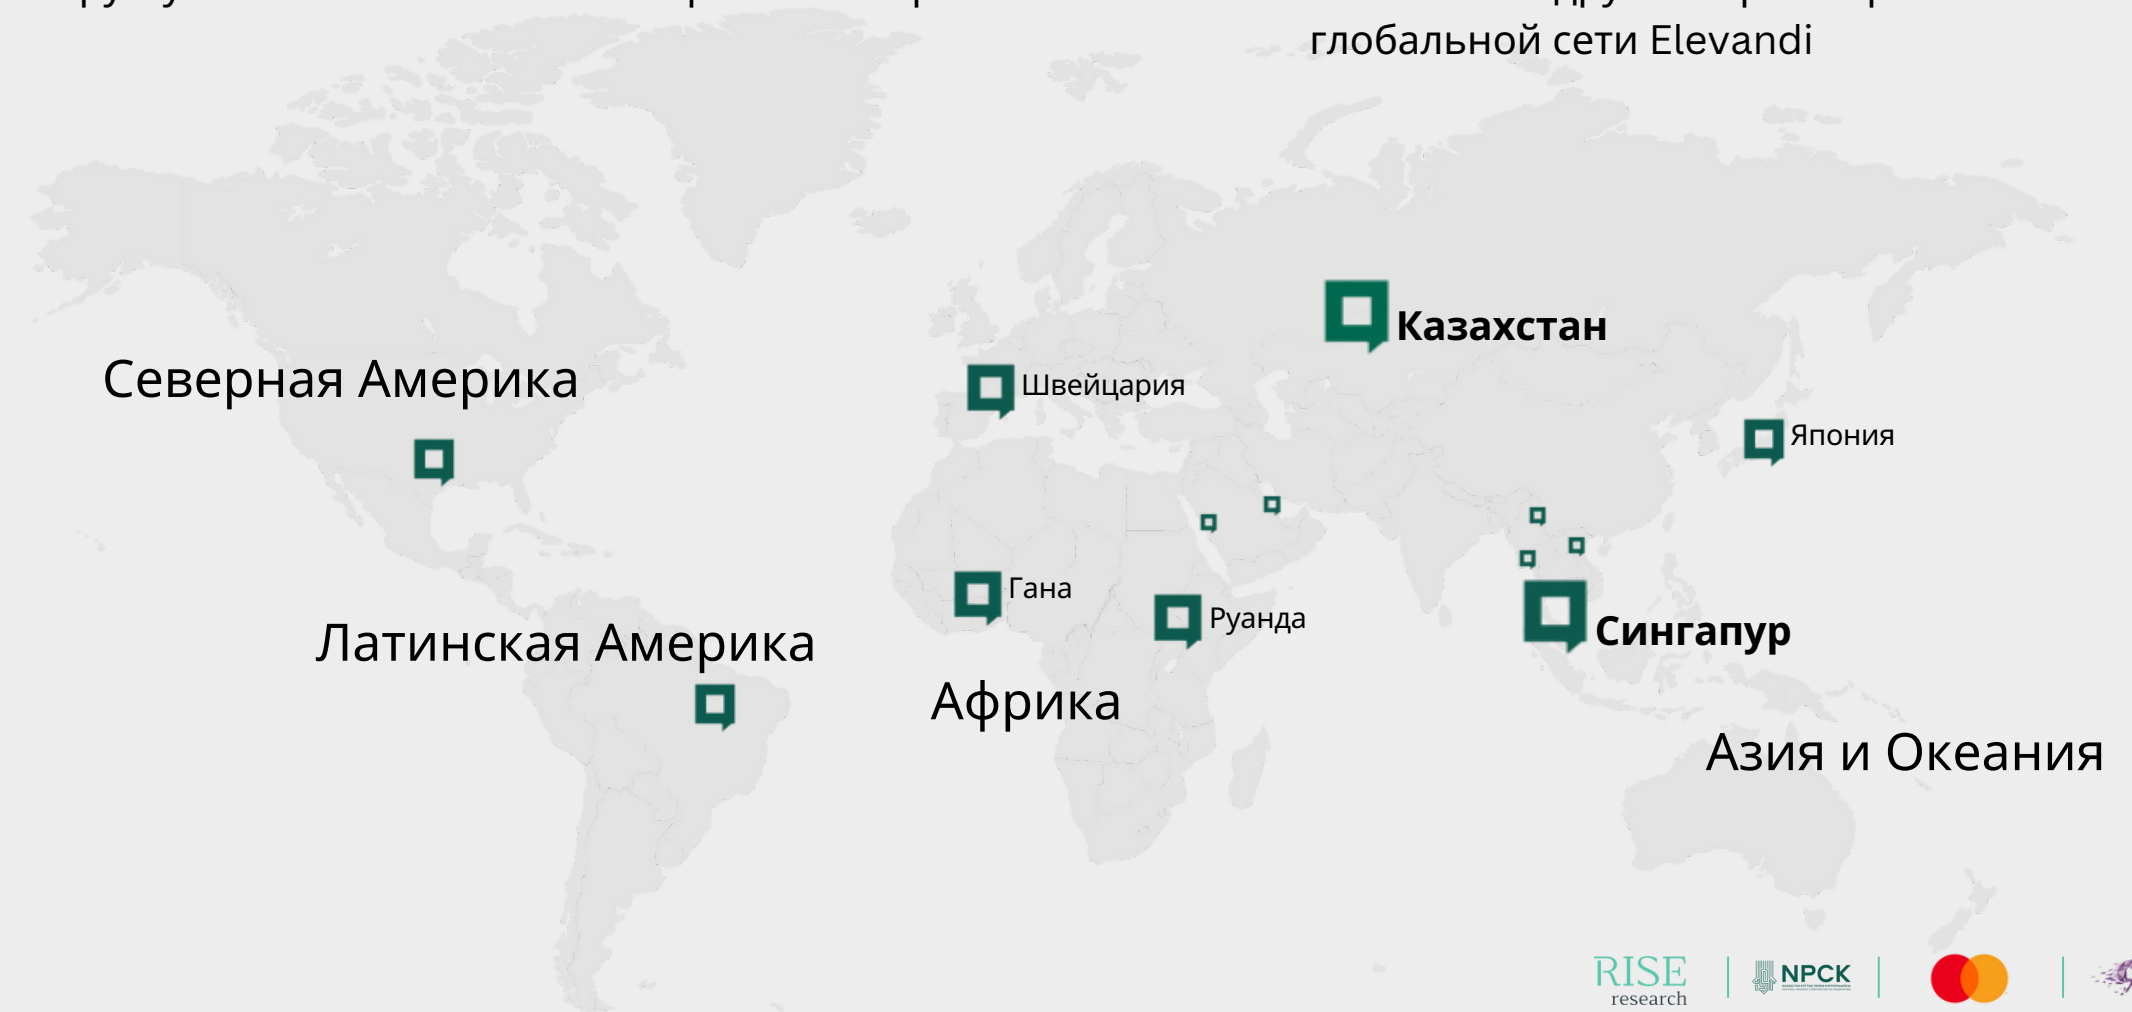 глобальной сети Elevandi
Казахстан
Северная Америка
Швейцария
Япония
Гана
Руанда
Латинская Америка
Сингапур
Африка
Азия и Океания
RISE
research
NPCK